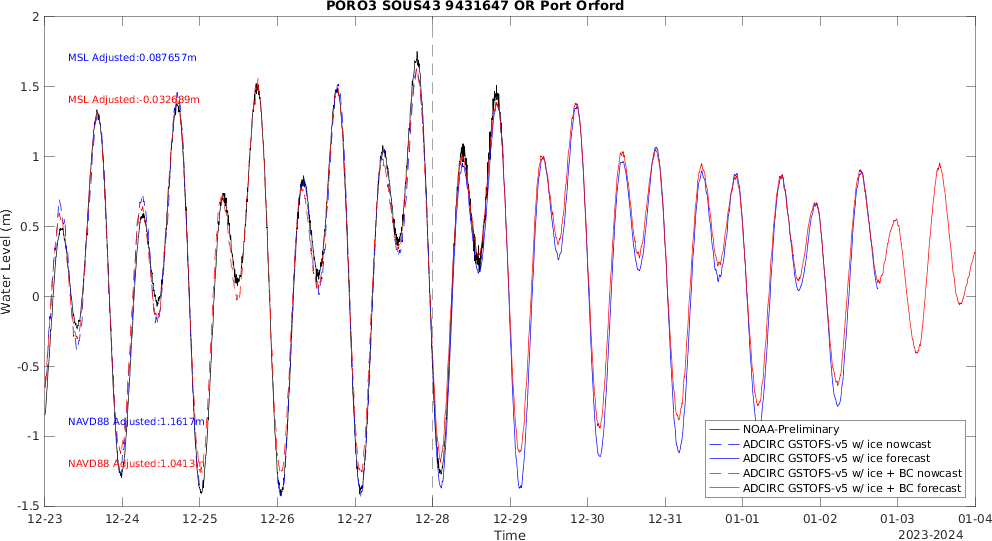 PORO3 SOUS43 9431647 OR Port Orford
2
1.5
1
0.5
0
-0.5
-1
-1.5
Water Level (m)
MSL Adjusted:0.087657m
MSL Adjusted:-0.032689m
NAVD88 Adjusted:1.1617m
NAVD88 Adjusted:1.0413m
NOAA-Preliminary
ADCIRC GSTOFS-v5 w/ ice nowcast
ADCIRC GSTOFS-v5 w/ ice forecast
ADCIRC GSTOFS-v5 w/ ice + BC nowcast
ADCIRC GSTOFS-v5 w/ ice + BC forecast
12-23 12-24 12-25 12-26 12-27 12-28 12-29 12-30 12-31 01-01 01-02 01-03 01-04
Time
2023-2024